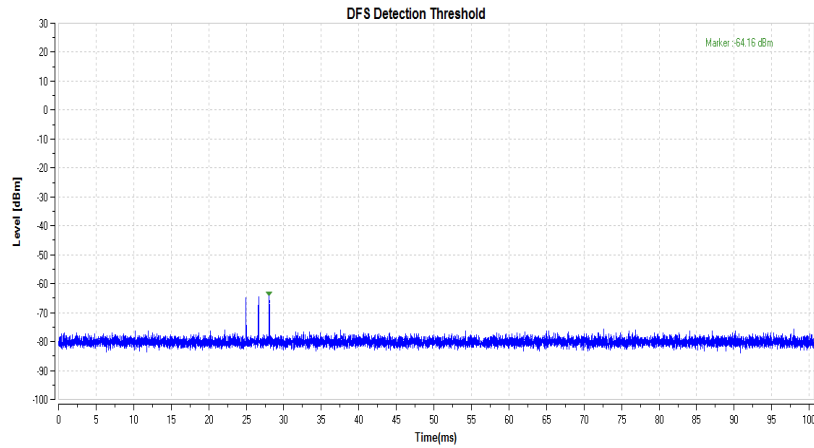 DFS Detection Threshold
Marker :-64.16 dBm
30
20
10
0
-10
-20
-30
-40
-50
-60
-70
-80
-90
-100
Level [dBm]
0 5 10 15 20 25 30 35 40 45 50 55 60 65 70 75 80 85 90 95 100
Time(ms)